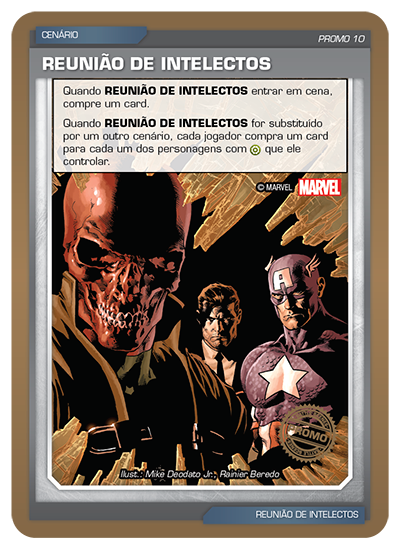 CENÁRIO
PROMO 10
REUNIÃO DE INTELECTOS
Quando REUNIÃO DE INTELECTOS entrar em cena,
compre um card.
Quando REUNIÃO DE INTELECTOS for substituído
por um outro cenário, cada jogador compra um card
para cada um dos personagens com que ele
controlar.
© MARVEL MARVEL
A
PROMO
Ilust.: Mike Deodato Jr., Rainier Beredo
REUNIÃO DE INTELECTOS